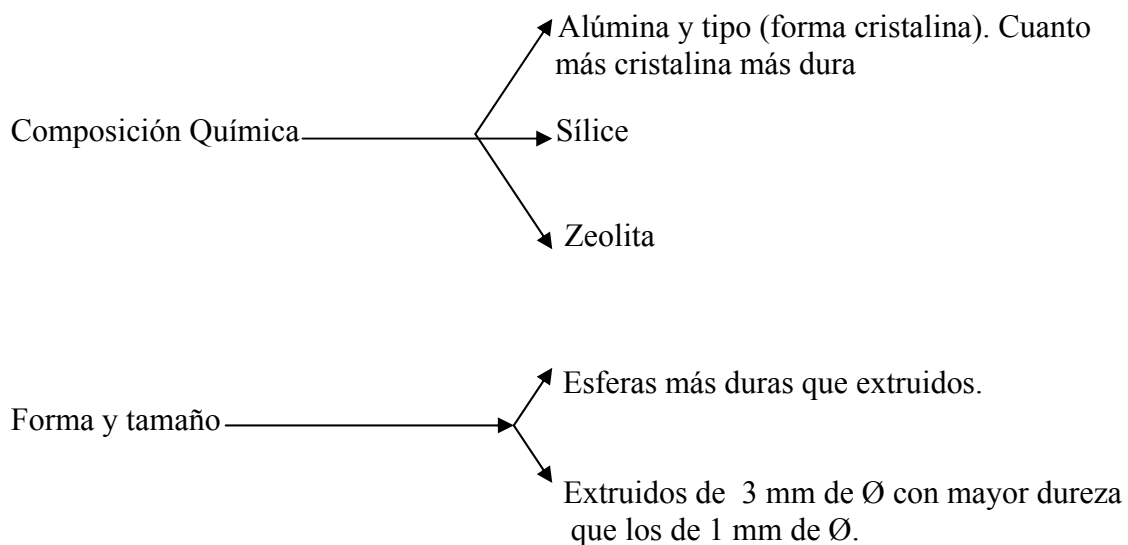 Alúmina y tipo (forma cristalina). Cuanto
más cristalina más dura
Composición Química
Sílice
Zeolita
Esferas más duras que extruidos.
Forma y tamaño
Extruidos de 3 mm de Ø con mayor dureza
que los de 1 mm de Ø.